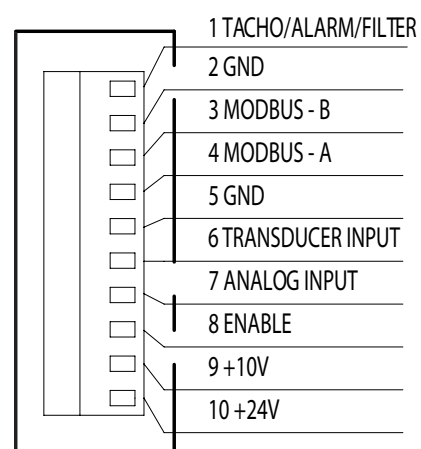 1 TACHO/ALARM/FILTER
2 GND
3 MODBUS - B
4 MODBUS - A
5 GND
6 TRANSDUCER INPUT
7 ANALOG INPUT
8 ENABLE
9 +10V
10 +24V